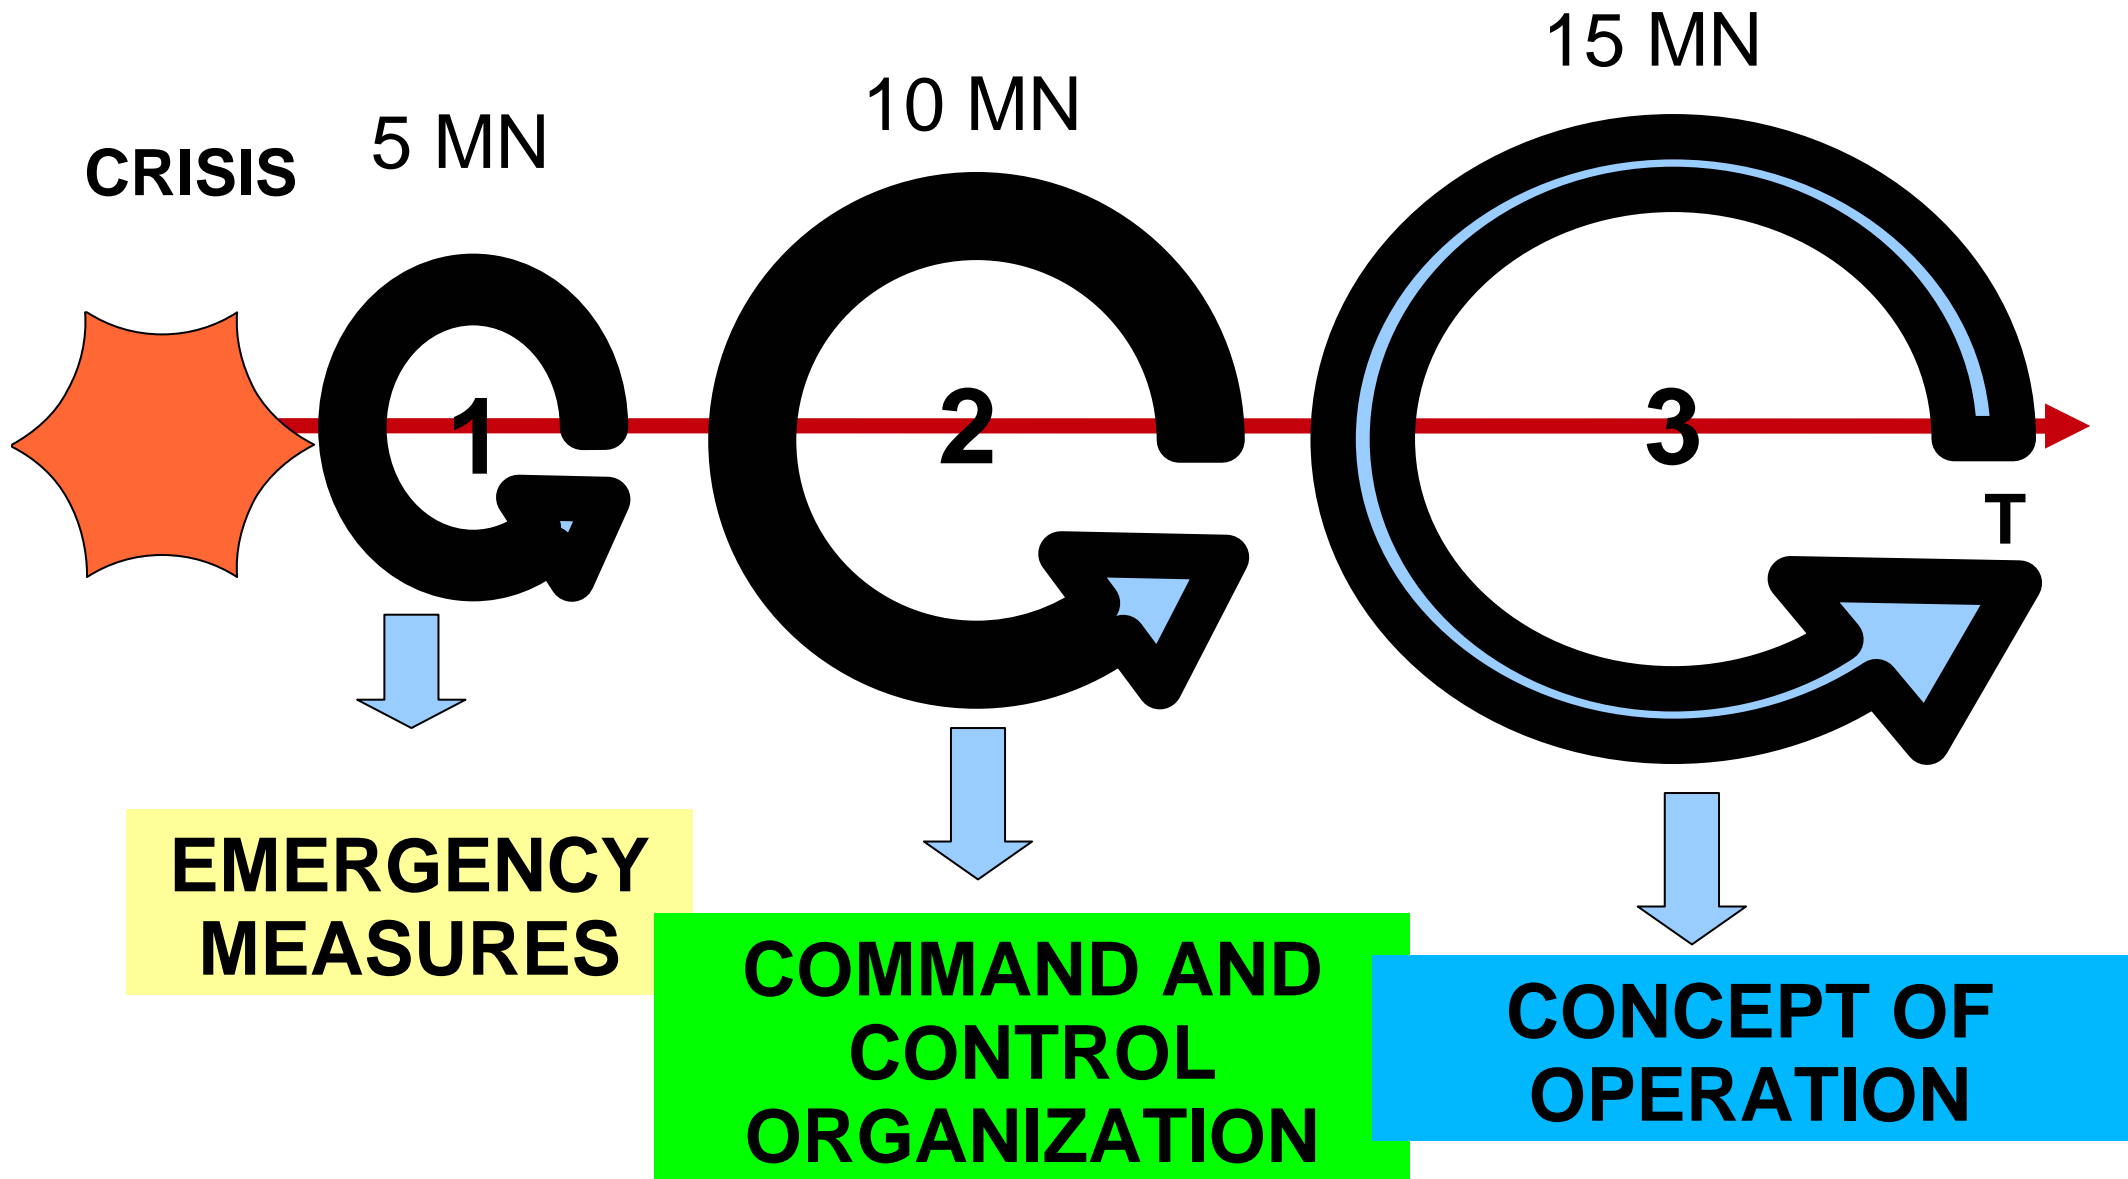 CRISIS
5 MN
10 MN
15 MN
1
2
3
T
EMERGENCY
MEASURES
COMMAND AND
CONTROL
ORGANIZATION
CONCEPT OF
OPERATION